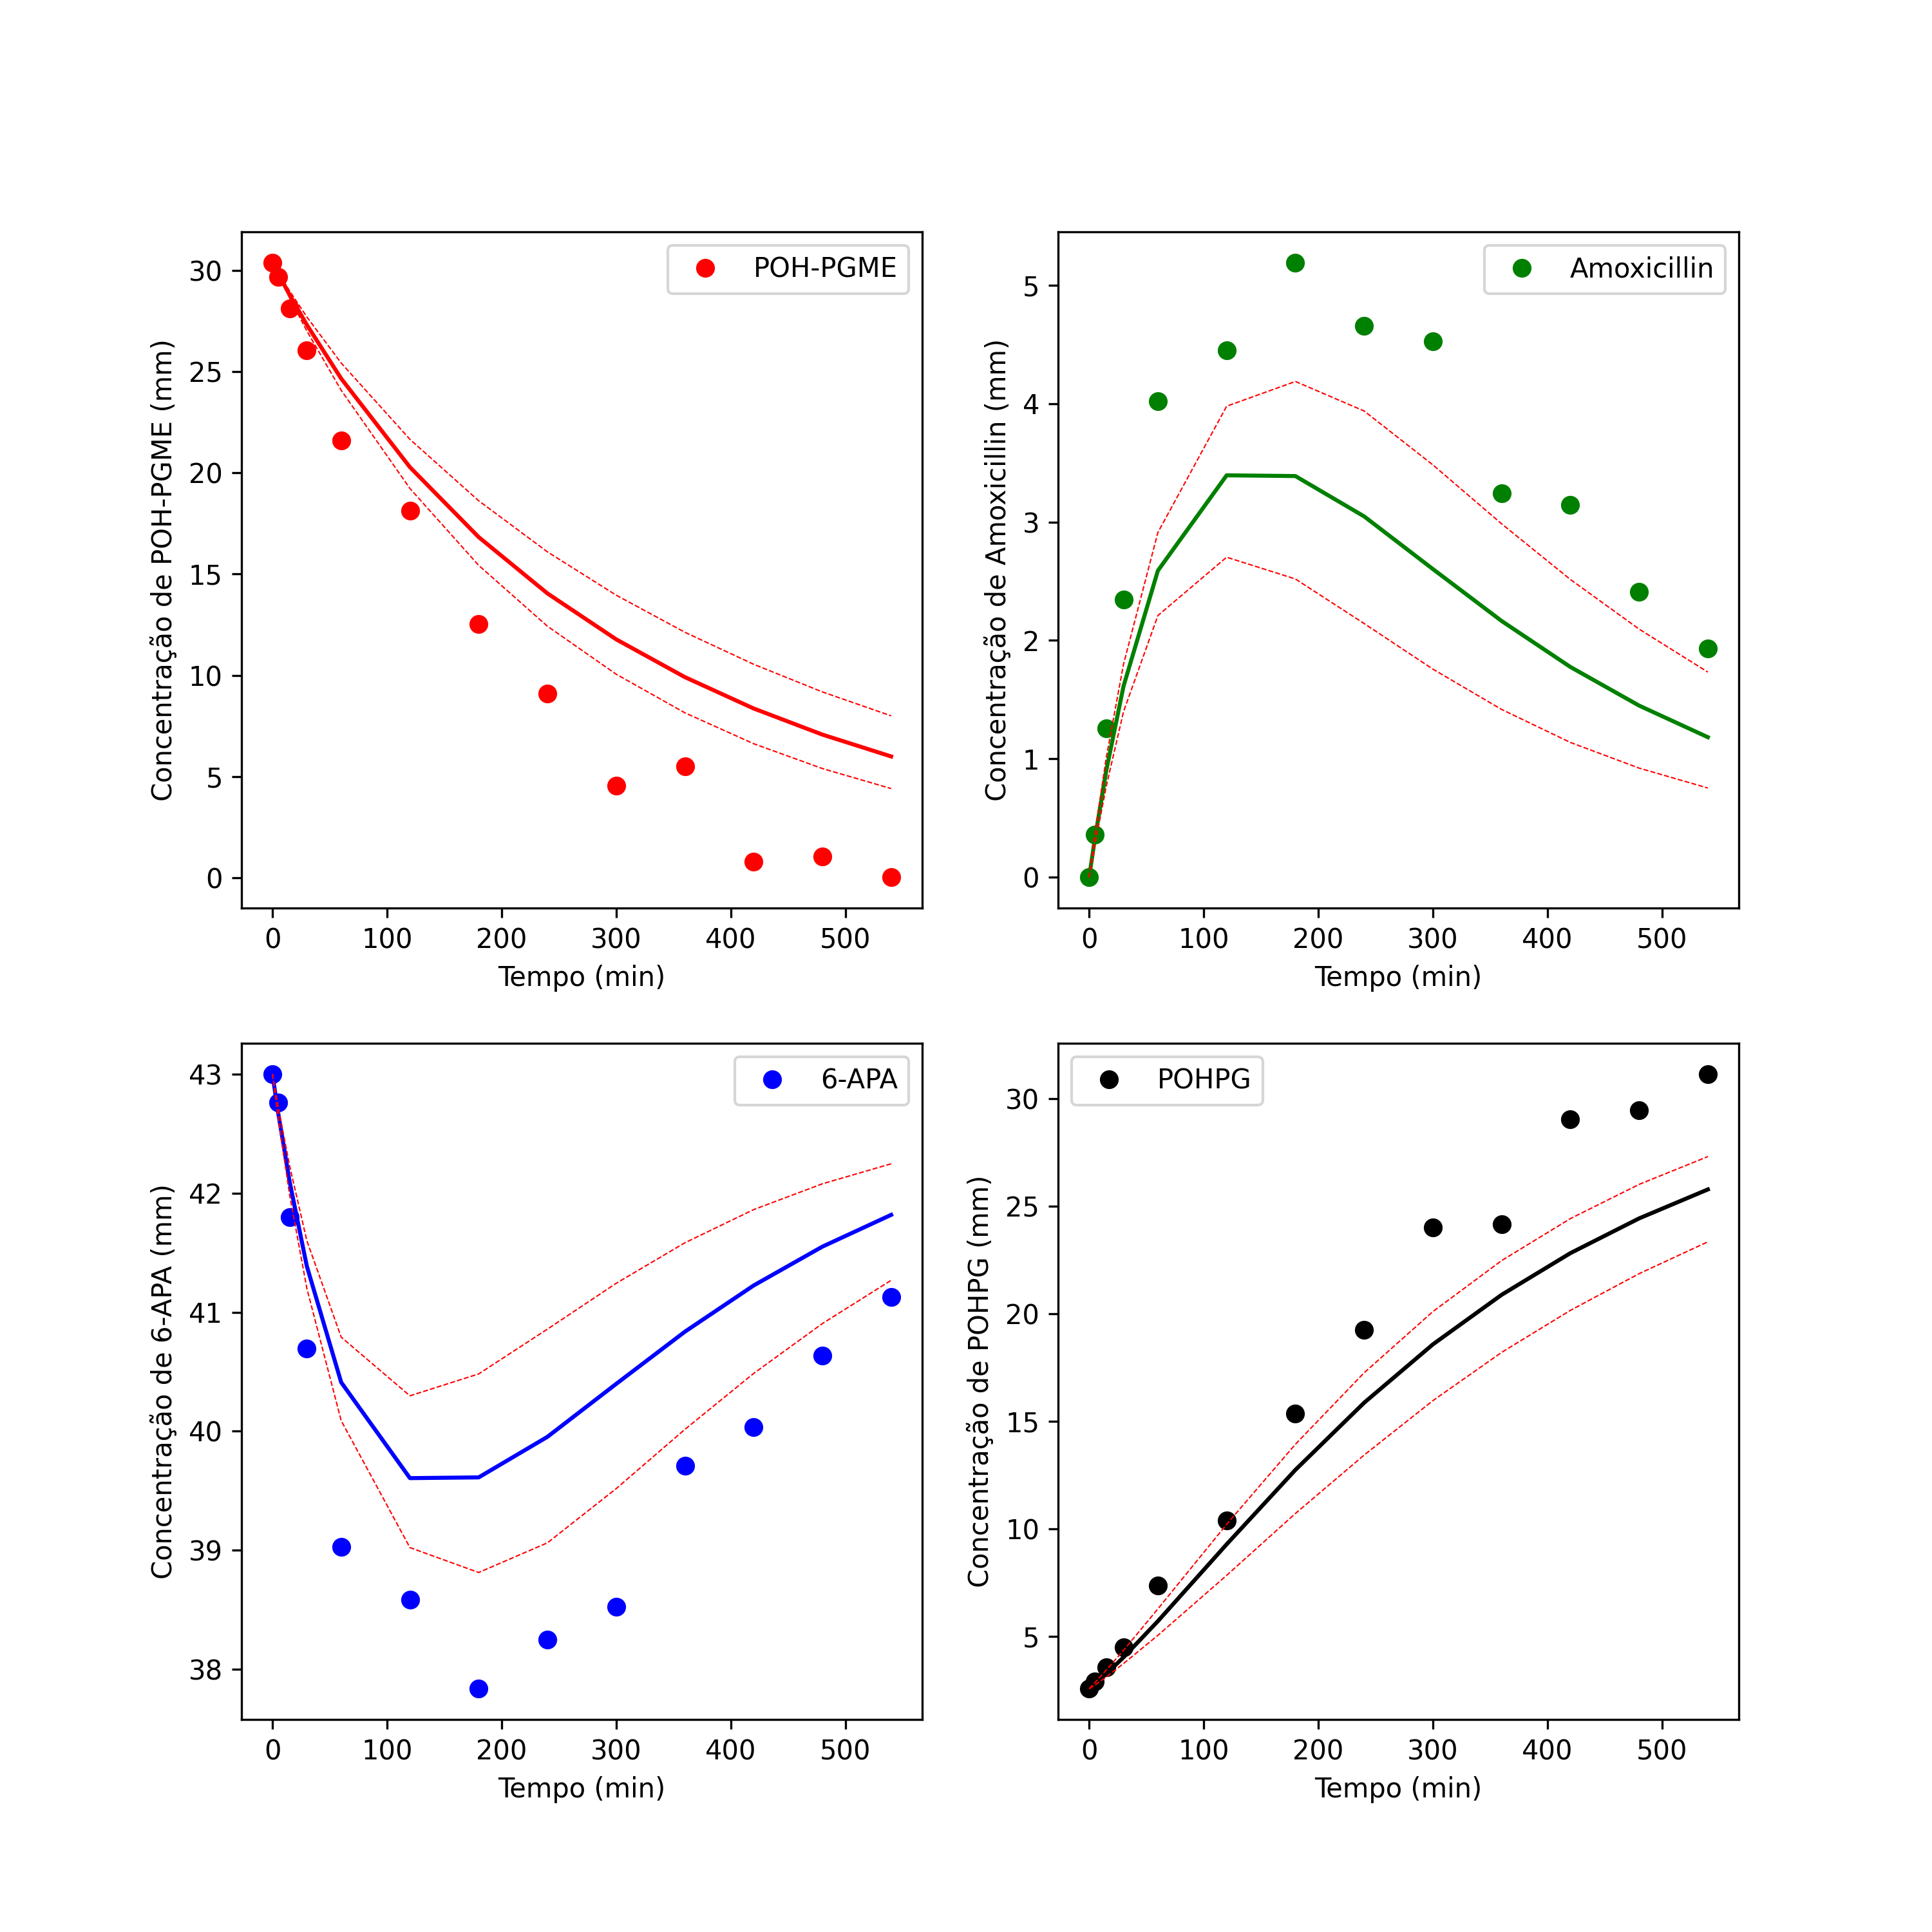 POH-PGME
Concentração de POH-PGME (mm)
30
25
20
15
10
5
0
0 100 200 300 400 500
Tempo (min)
Amoxicillin
Concentração de Amoxicillin (mm)
5
4
3
2
1
0
0 100 200 300 400 500
Tempo (min)
6-APA
Concentração de 6-APA (mm)
43
42
41
40
39
38
0 100 200 300 400 500
Tempo (min)
POHPG
Concentração de POHPG (mm)
30
25
20
15
10
5
0 100 200 300 400 500
Tempo (min)